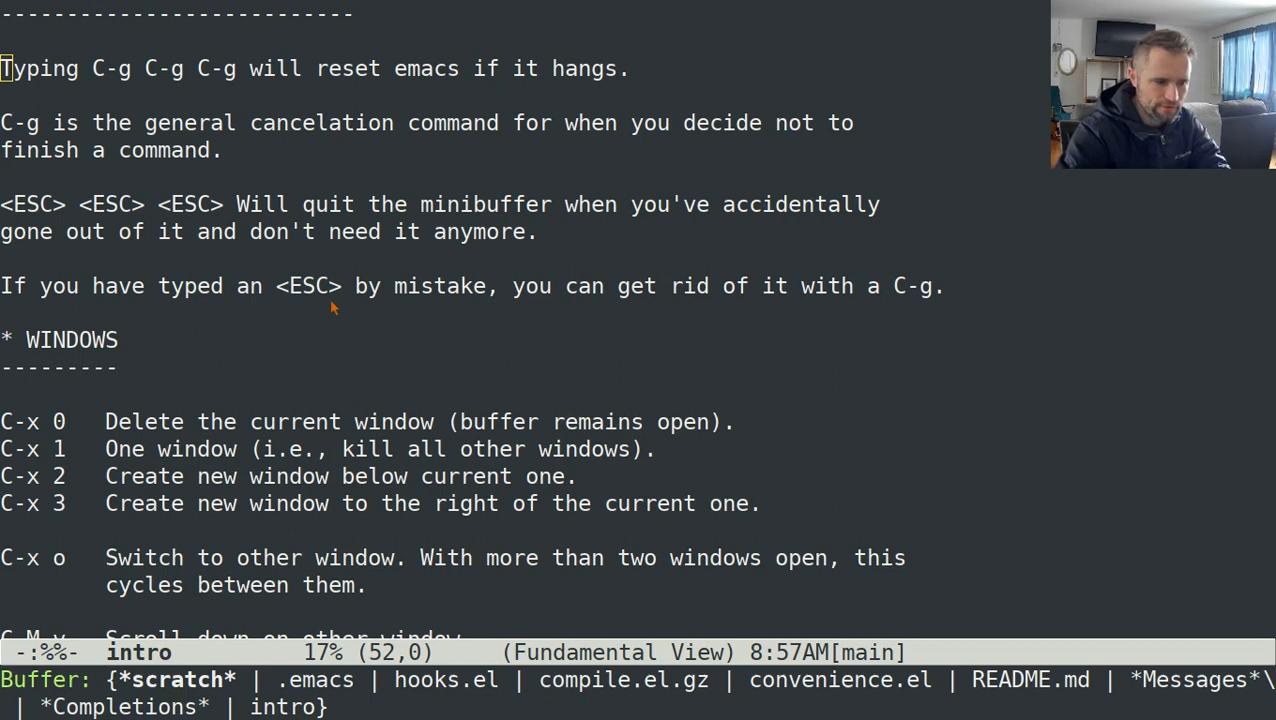 ---------------------------
Typing C-g C-g C-g will reset emacs if it hangs.
C-g is the general cancelation command for when you decide not to
finish a command.
<ESC> <ESC> <ESC> Will quit the minibuffer when you've accidentally
gone out of it and don't need it anymore.
If you have typed an <ESC> by mistake, you can get rid of it with a C-g.
* WINDOWS
---------
C-x 0   Delete the current window (buffer remains open).
C-x 1   One window (i.e., kill all other windows).
C-x 2   Create new window below current one.
C-x 3   Create new window to the right of the current one.
C-x o   Switch to other window. With more than two windows open, this
        cycles between them.
C-M-v   Scroll down on other window.
-:%%-  intro          17% (52,0)     (Fundamental View) 8:57AM[main]
Buffer: {*scratch* | .emacs | hooks.el | compile.el.gz | convenience.el | README.md | *Messages*\
 | *Completions* | intro}